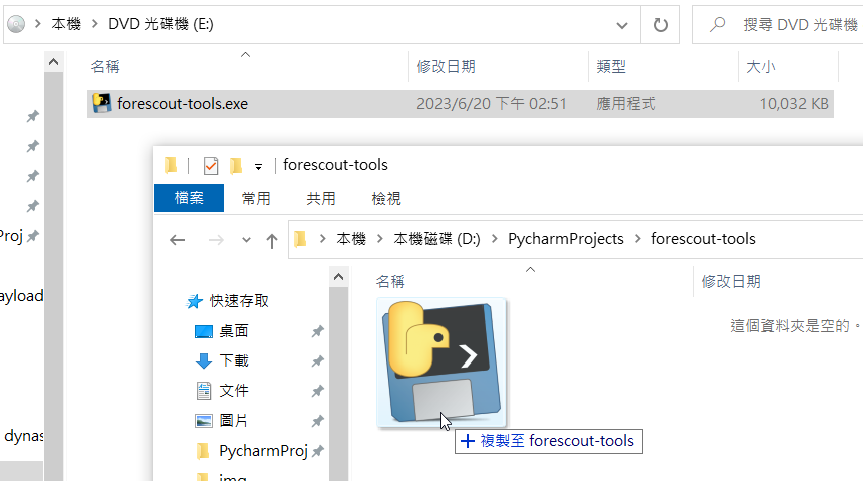 本機 > DVD 光碟機 (E:)
搜尋 DVD 光碟機
名稱 修改日期 類型 大小
forescout-tools.exe 2023/6/20 下午 02:51 應用程式 10,032 KB
forescout-tools
檔案 常用 共用 檢視
Proj
本機 > 本機磁碟 (D:) > PycharmProjects > forescout-tools
名稱 修改日期
ayload
快速存取
這個資料夾是空的。
桌面
下載
文件
圖片
dynas
複製至 forescout-tools
PycharmProj
img